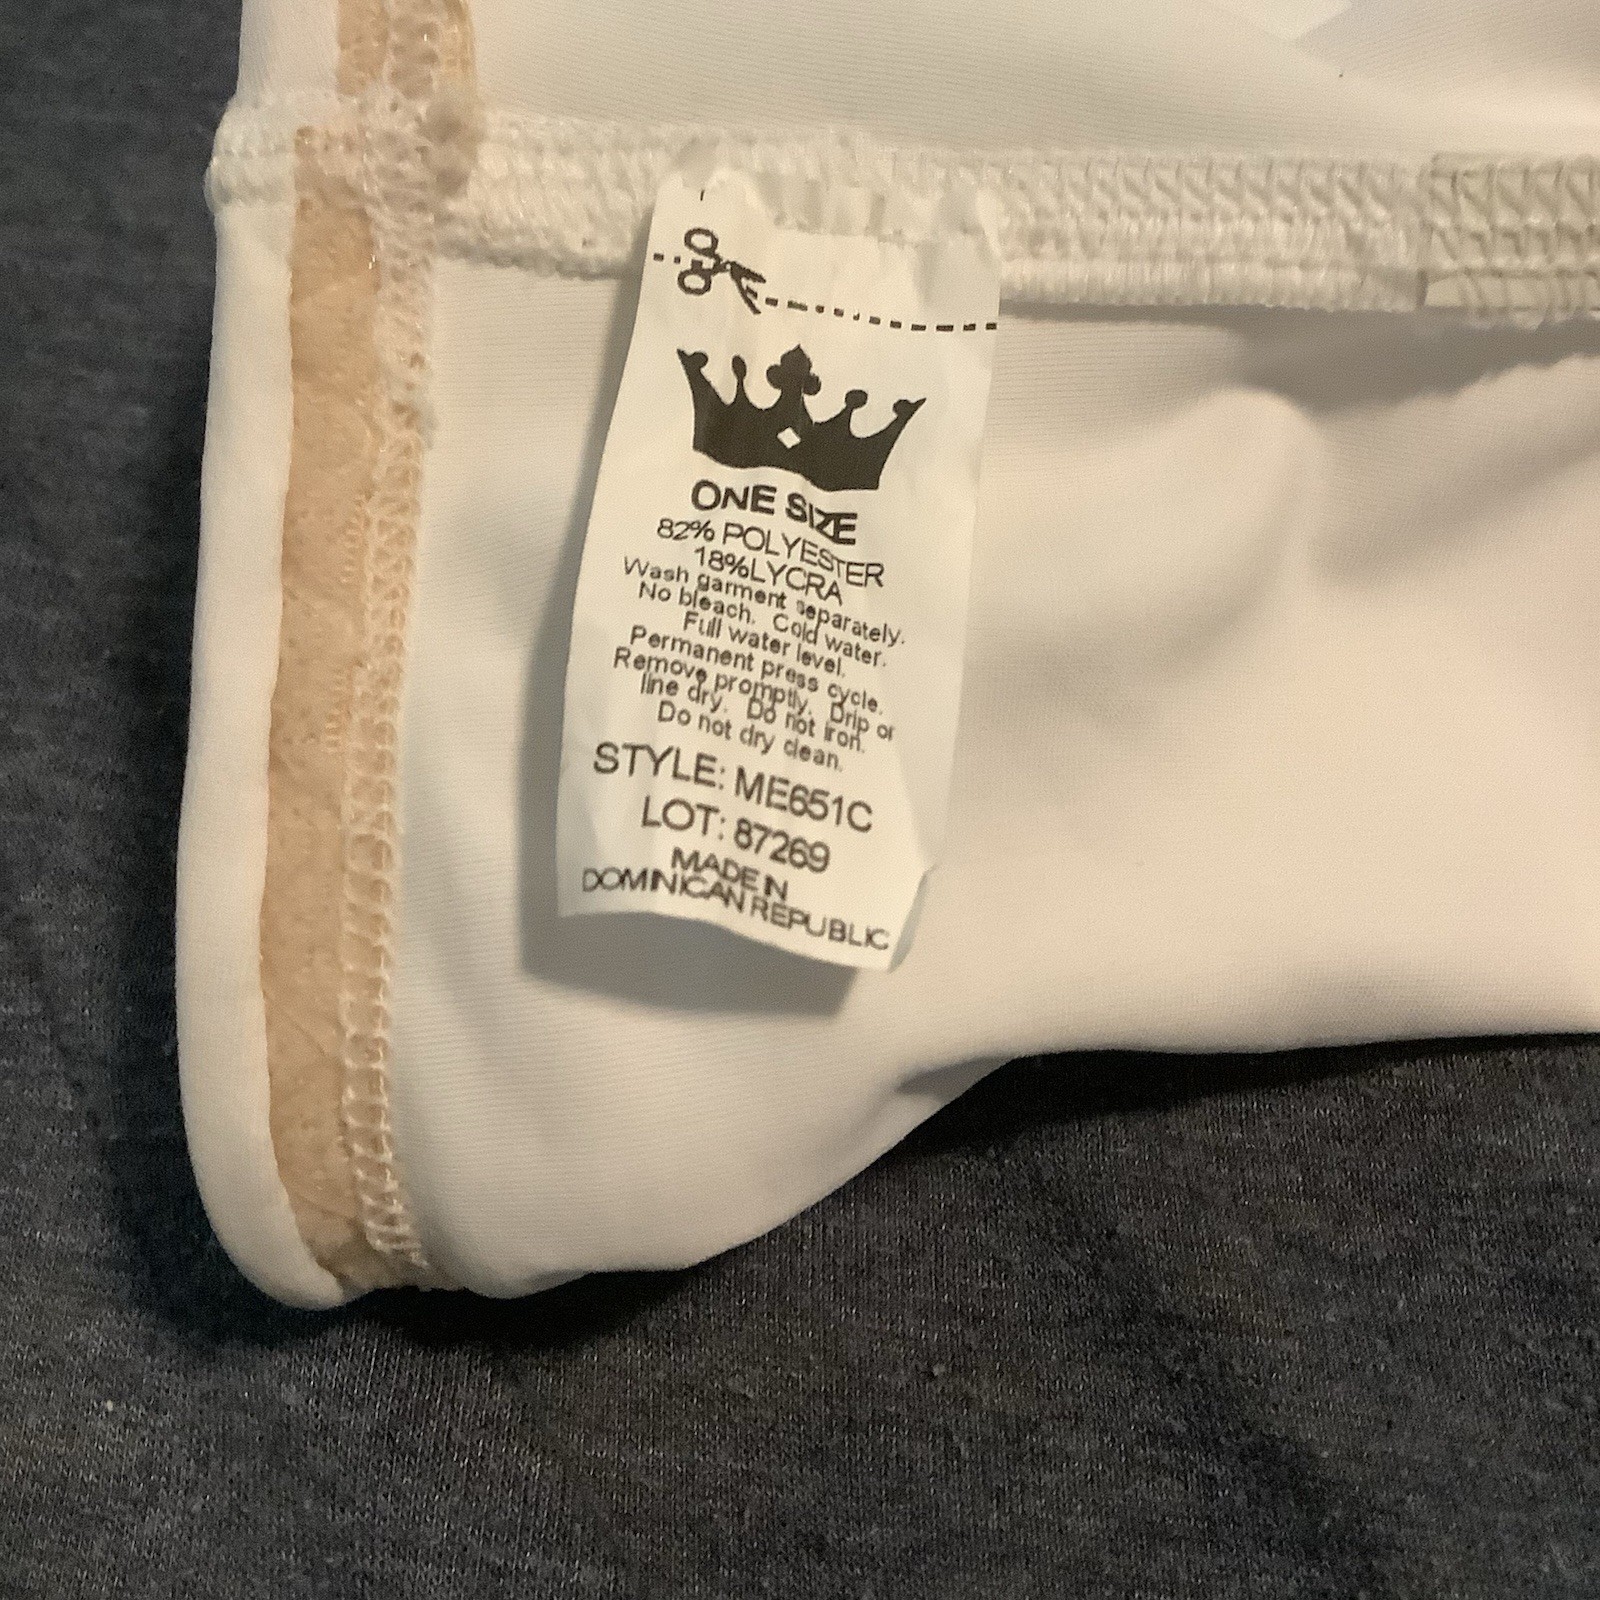 ONE SIZE
82% POLYESTER
18%LYCRA
Wash garment separately.
No bleach. Cold water.
Full water level.
Permanent press cycle.
Remove promptly. Drip or
line dry. Do not iron.
Do not dry clean.
STYLE: ME651C
LOT: 87269
MADE IN
DOMINICAN REPUBLIC